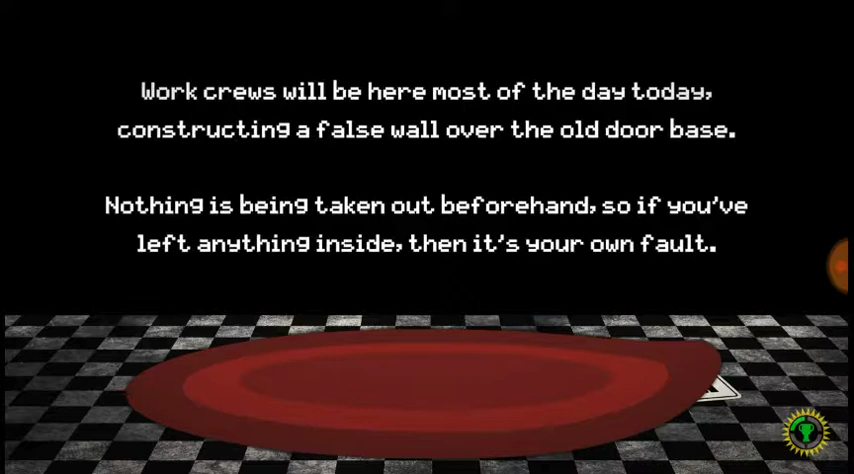 Work crews will be here most of the day today,
constructing a false wall over the old door base.
Nothing is being taken out beforehand, so if you've
left anything inside, then it's your own fault.